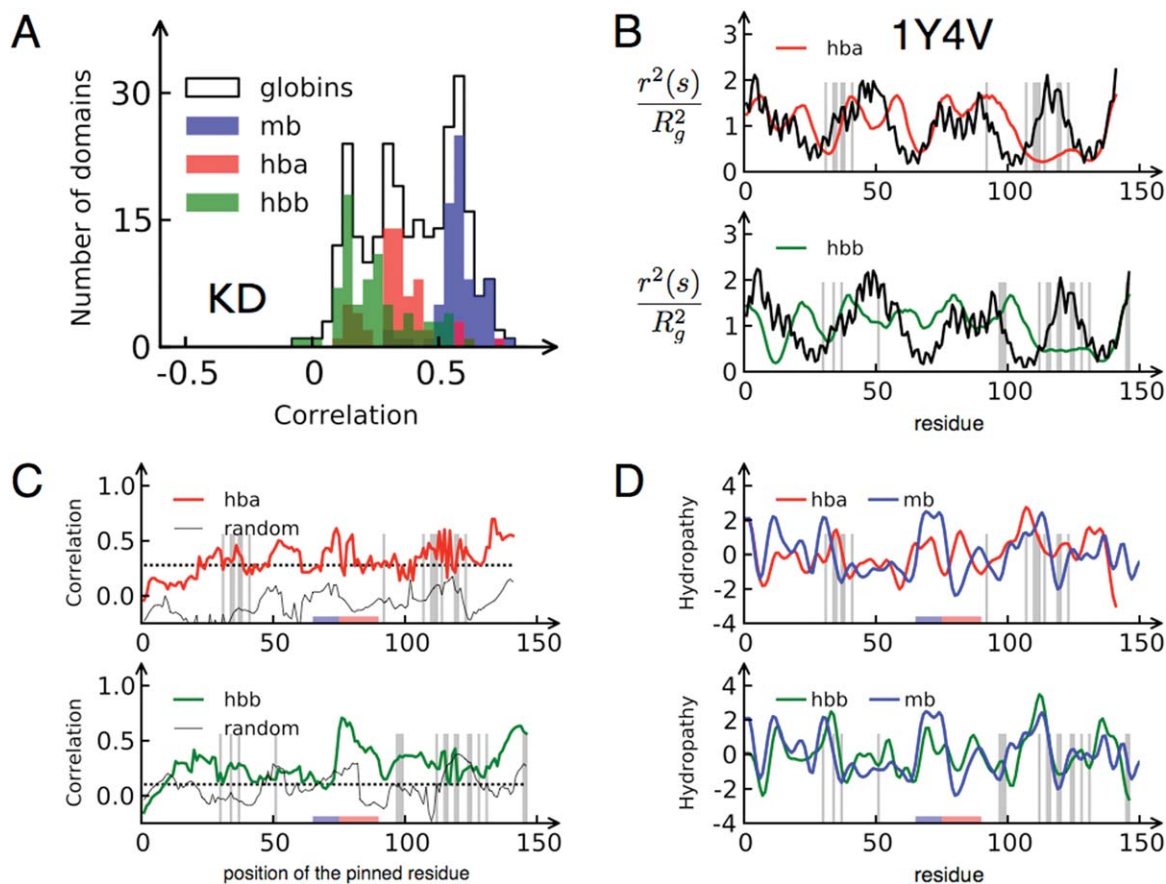 A
Number of domains
30
15
0
globins
mb
hba
hbb
KD
-0.5
0
0.5
Correlation
B
1Y4V
r²(s)
R_g²
3
2
1
0
hba
0
50
100
150
r²(s)
R_g²
3
2
1
0
hbb
0
50
100
150
residue
C
Correlation
1.0
0.5
0.0
hba
random
0
50
100
150
Correlation
1.0
0.5
0.0
hbb
random
0
50
100
150
position of the pinned residue
D
Hydropathy
4
2
0
-2
-4
hba
mb
0
50
100
150
Hydropathy
4
2
0
-2
-4
hbb
mb
0
50
100
150
residue